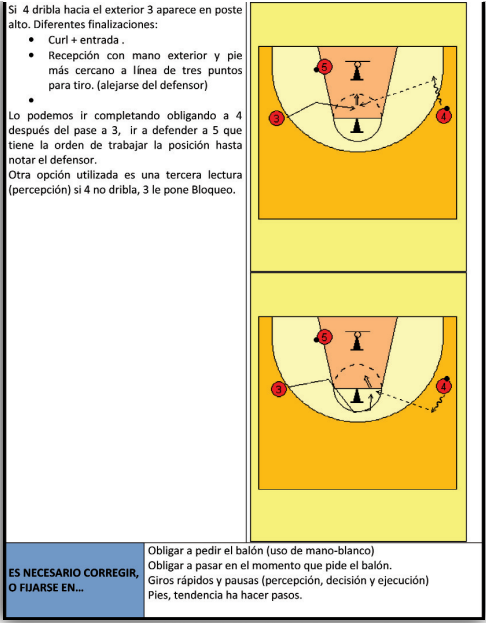 Si 4 dribla hacia el exterior 3 aparece en poste
alto. Diferentes finalizaciones:
• Curl + entrada .
• Recepción con mano exterior y pie
más cercano a línea de tres puntos
para tiro. (alejarse del defensor)
•
Lo podemos ir completando obligando a 4
después del pase a 3, ir a defender a 5 que
tiene la orden de trabajar la posición hasta
notar el defensor.
Otra opción utilizada es una tercera lectura
(percepción) si 4 no dribla, 3 le pone Bloqueo.
5
3
4
5
3
4
ES NECESARIO CORREGIR,
O FIJARSE EN...
Obligar a pedir el balón (uso de mano-blanco)
Obligar a pasar en el momento que pide el balón.
Giros rápidos y pausas (percepción, decisión y ejecución)
Pies, tendencia ha hacer pasos.